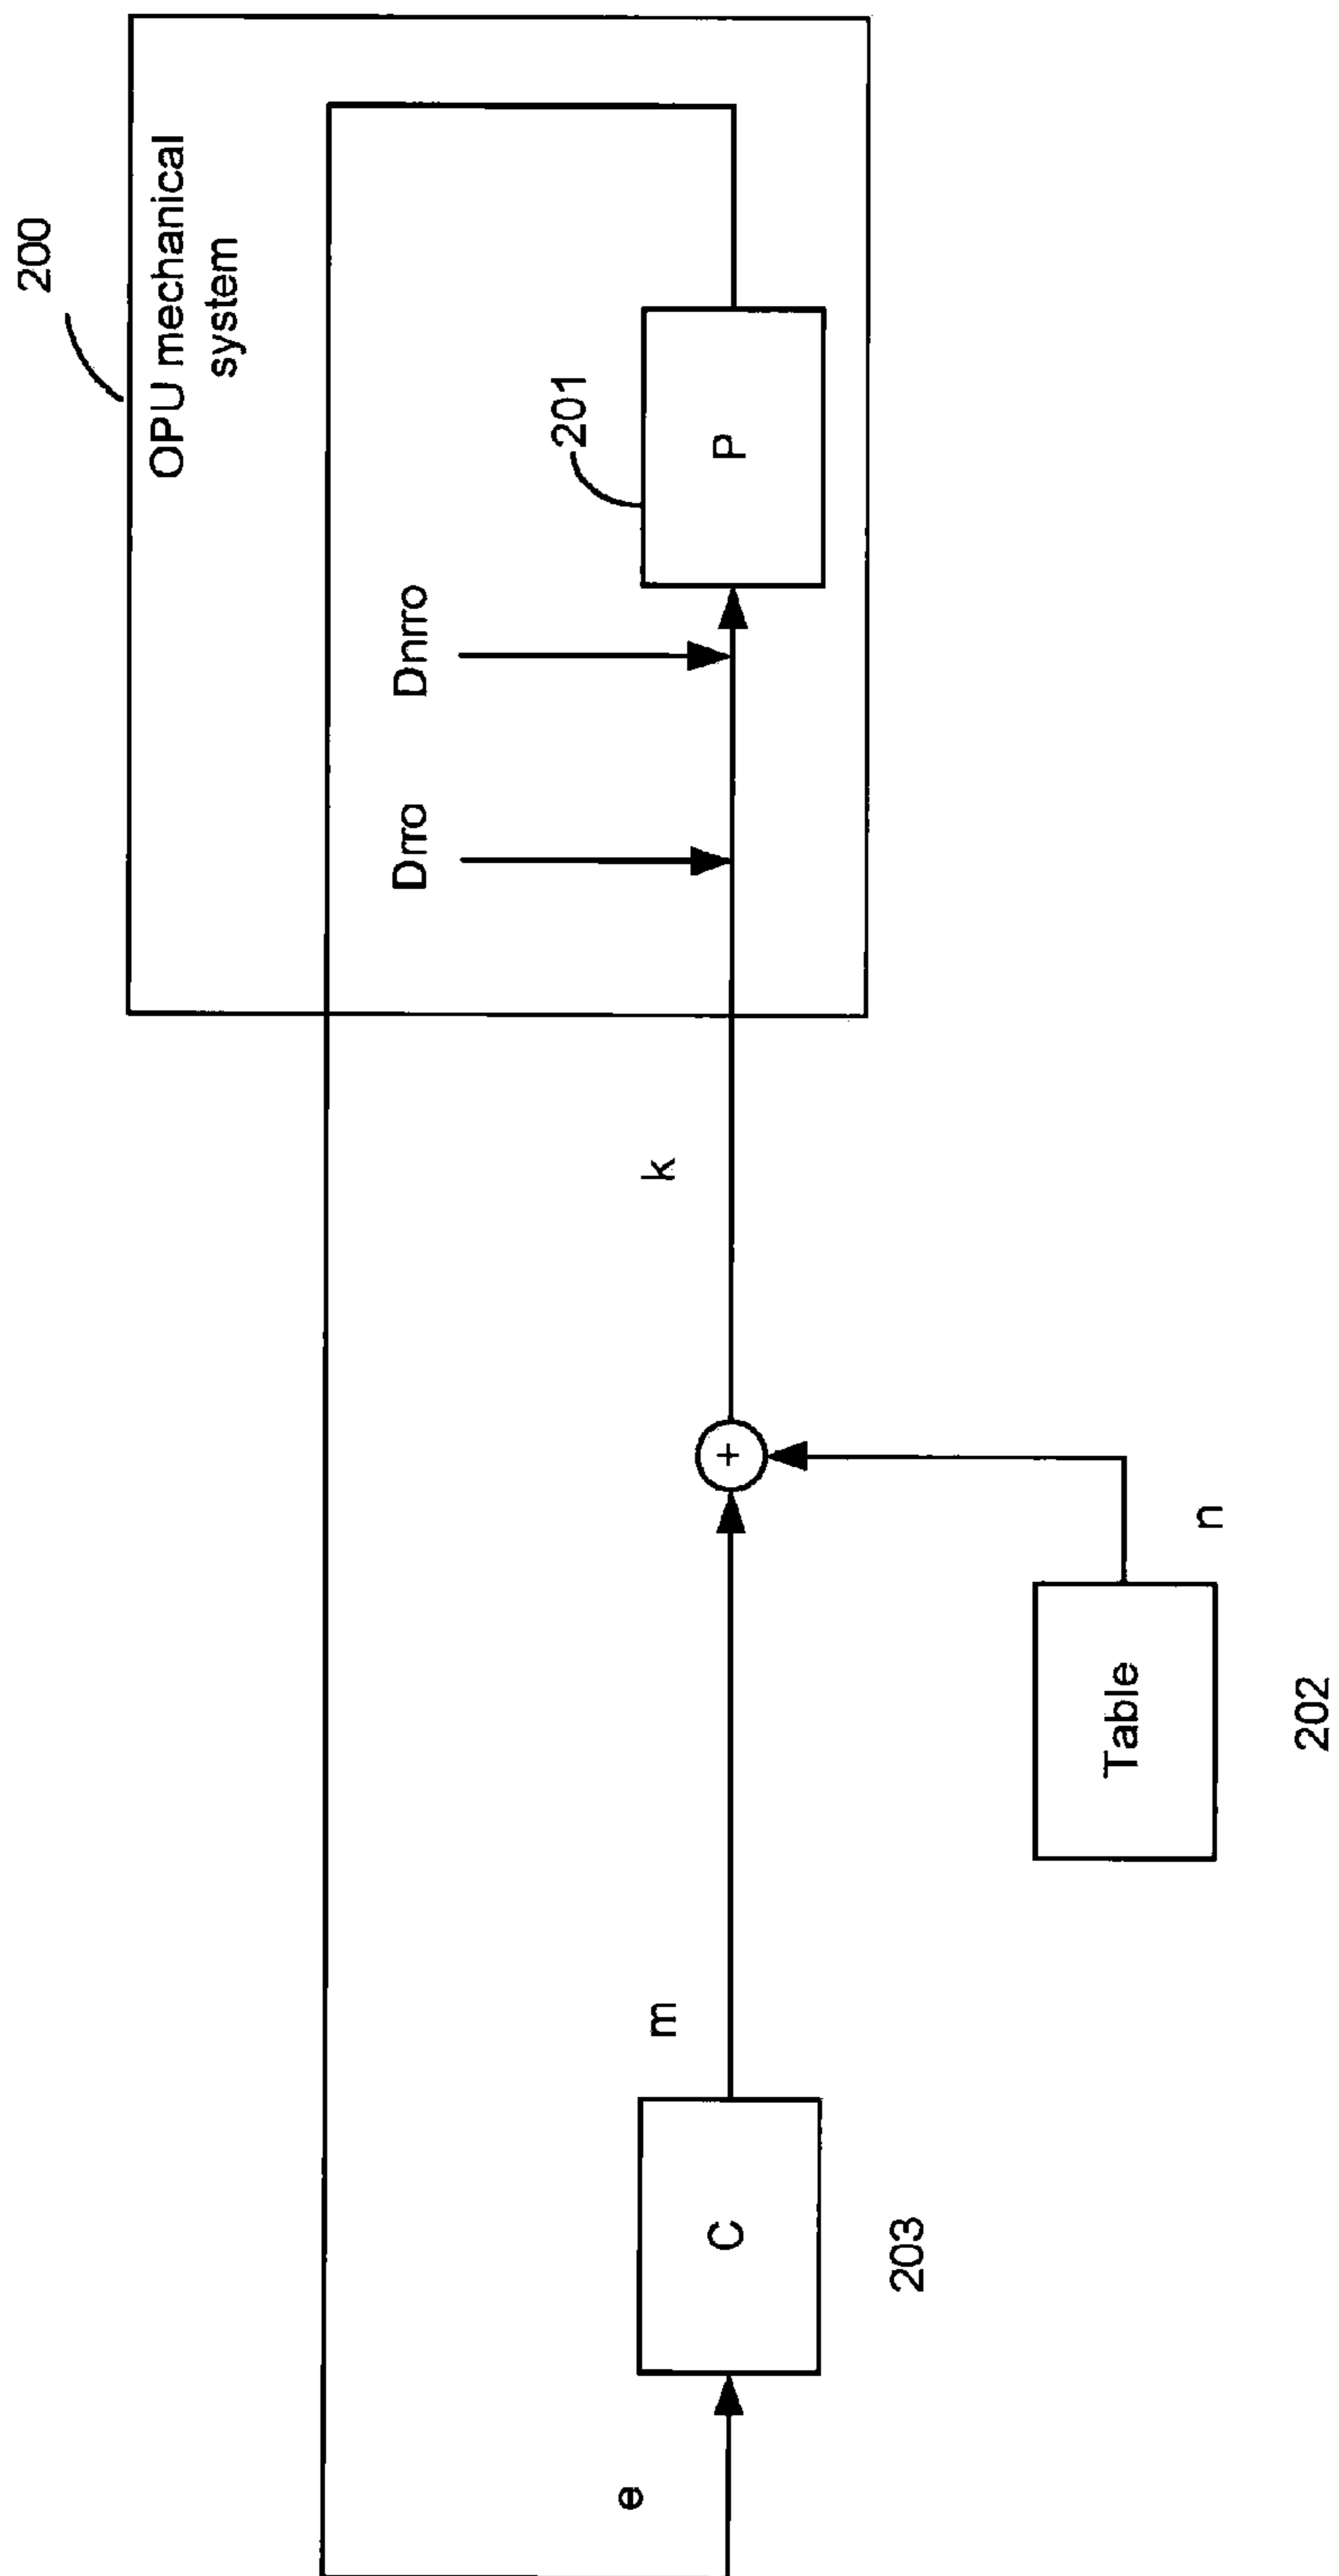 200
OPU mechanical
system
Drro
Dnrro
201
P
e
C
203
m
+
k
n
Table
202